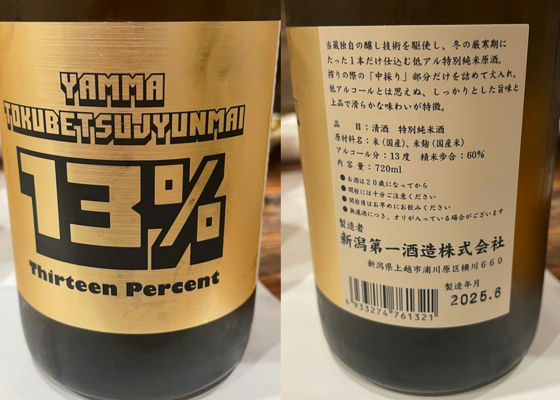 YAMMA
TOKUBETSUJYUNMAI
13%
Thirteen Percent
当蔵独自の醸し技術を駆使し、冬の厳寒期に
たった1本だけ仕込む低アル特別純米原酒。
搾りの際の「中採り」部分だけを詰めて火入れ。
低アルコールとは思えぬ、しっかりとした旨味と
上品で滑らかな味わいが特徴。
品　　目：清酒　特別純米酒
原材料名：米(国産)、米麹(国産米)
アルコール分：13度　精米歩合：60%
内 容 量：720ml
●お酒は20歳になってから
●開栓には十分ご注意ください
●開栓後はお早めにお飲みください
●無濾過につき、オリが入っている場合がございます
製造者
新潟第一酒造株式会社
新潟県上越市浦川原区横川660
4 933274 761321
製造年月
2025.6